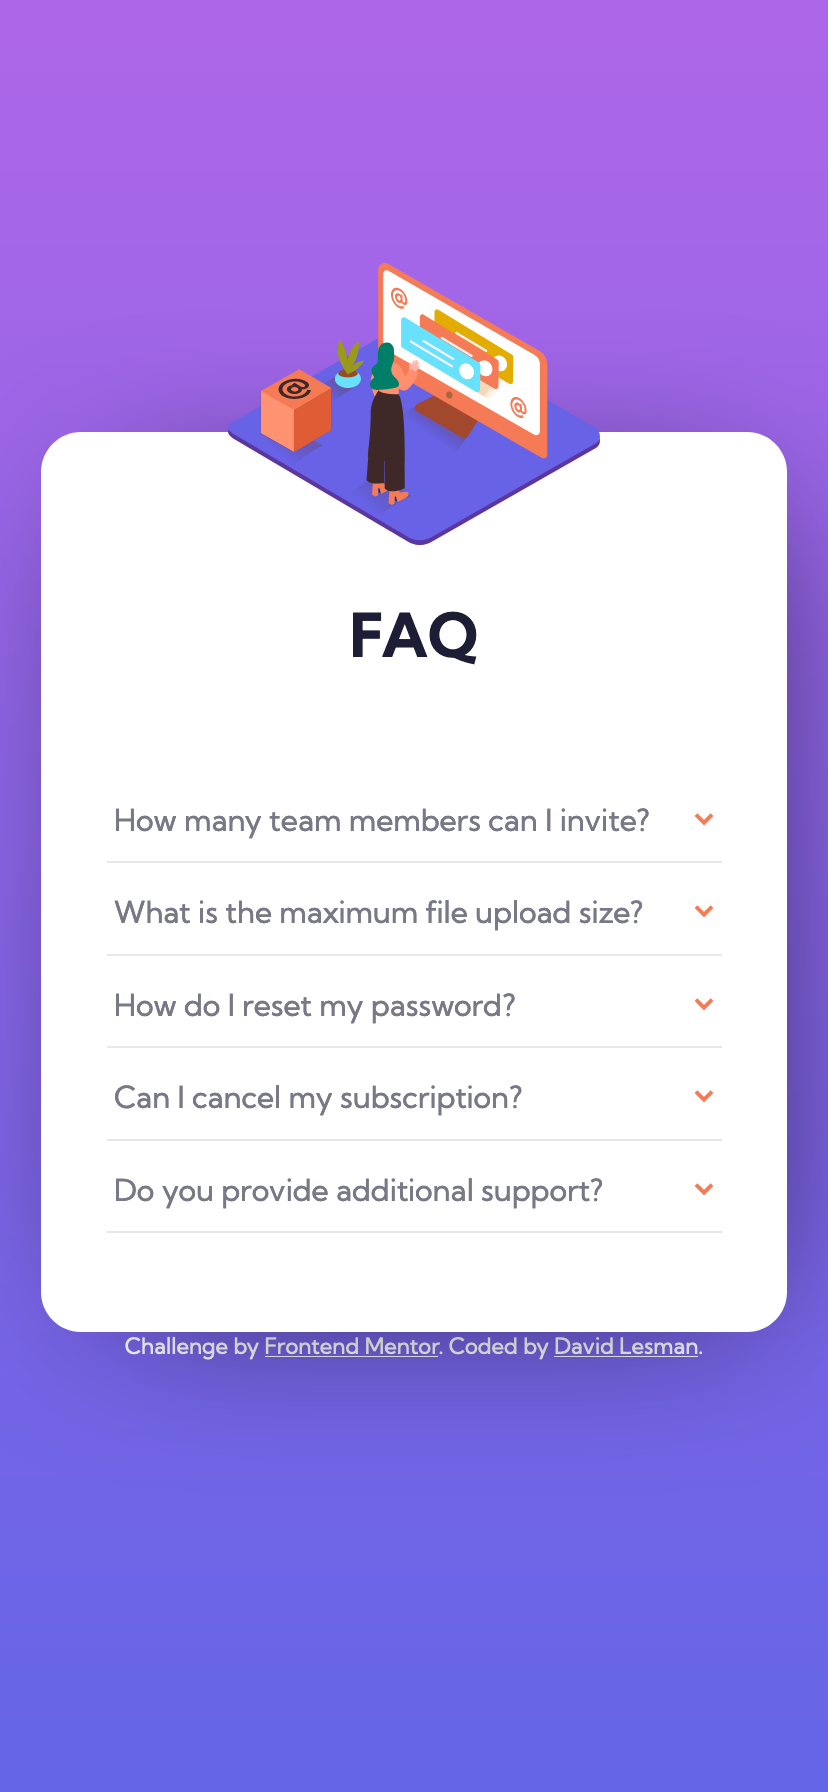 @
@
@
FAQ
How many team members can I invite?
What is the maximum file upload size?
How do I reset my password?
Can I cancel my subscription?
Do you provide additional support?
Challenge by Frontend Mentor. Coded by David Lesman.